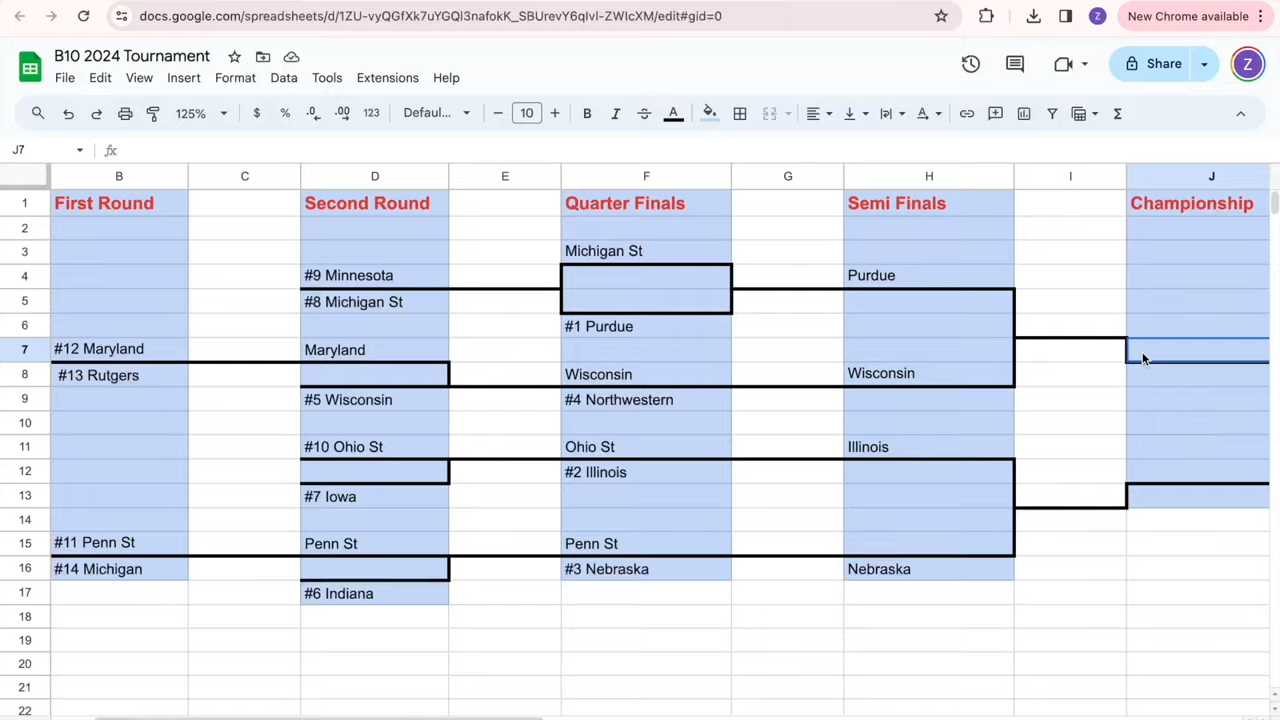 docs.google.com/spreadsheets/d/1ZU-vyQGfXk7uYGQl3nafokK_SBUrevY6qIvl-ZWIcXM/edit#gid=0
Z
New Chrome available
B10 2024 Tournament
File Edit View Insert Format Data Tools Extensions Help
Share
Z
125% $ % .0 .00 123 Defaul... 10 B I S A A Σ
J7
fx
B C D E F G H I J
1 First Round Second Round Quarter Finals Semi Finals Championship
2
3 Michigan St
4 #9 Minnesota Purdue
5 #8 Michigan St
6 #1 Purdue
7 #12 Maryland Maryland
8 #13 Rutgers Wisconsin Wisconsin
9 #5 Wisconsin #4 Northwestern
10
11 #10 Ohio St Ohio St Illinois
12 #2 Illinois
13 #7 Iowa
14
15 #11 Penn St Penn St Penn St
16 #14 Michigan #3 Nebraska Nebraska
17 #6 Indiana
18
19
20
21
22